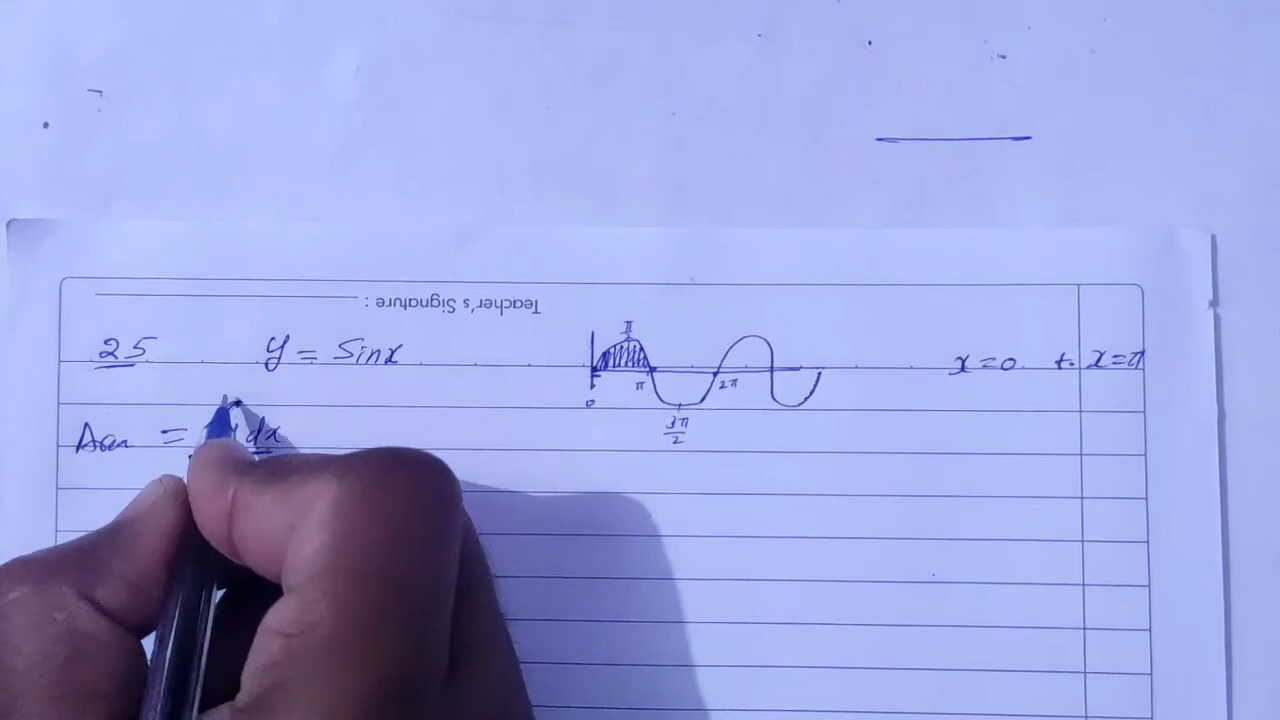 Teacher's Signature :
25 y = Sinx x=0 to x=π
π/2
π 2π
0
3π/2
Area = y dx